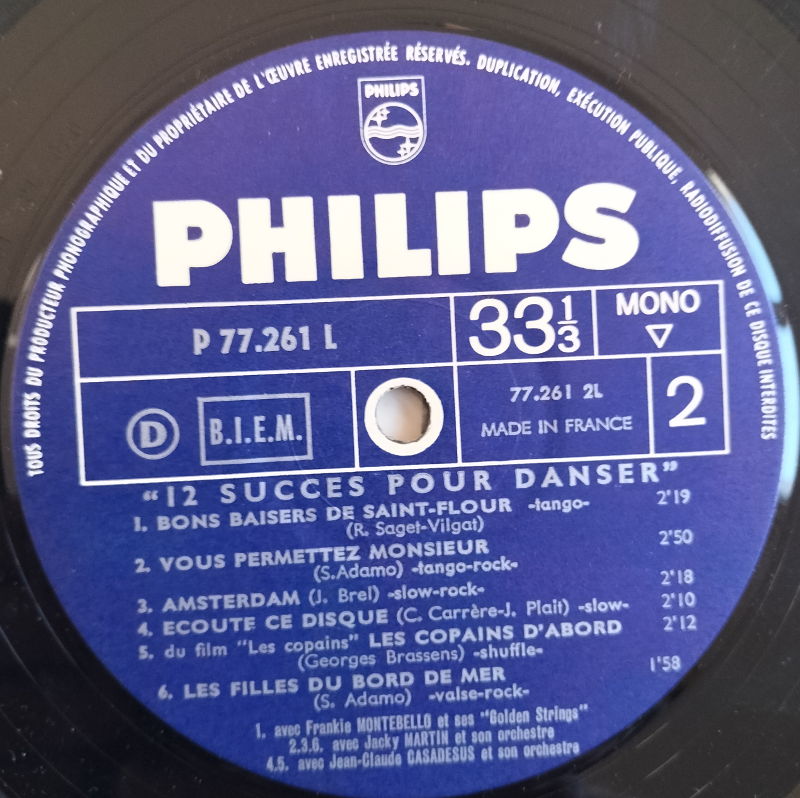 TOUS DROITS DU PRODUCTEUR PHONOGRAPHIQUE ET DU PROPRIÉTAIRE DE L'ŒUVRE ENREGISTRÉE RÉSERVÉS. DUPLICATION, EXÉCUTION PUBLIQUE, RADIODIFFUSION DE CE DISQUE INTERDITES
PHILIPS
PHILIPS
P 77.261 L
33 1/3
MONO
▽
D
B.I.E.M.
77.261 2L
MADE IN FRANCE
2
"12 SUCCES POUR DANSER"
1. BONS BAISERS DE SAINT-FLOUR -tango- 2'19
(R. Saget-Vilgat)
2. VOUS PERMETTEZ MONSIEUR 2'50
(S.Adamo) -tango-rock-
3. AMSTERDAM (J. Brel) -slow-rock- 2'18
4. ECOUTE CE DISQUE (C. Carrère-J. Plait) -slow- 2'10
5. du film "Les copains" LES COPAINS D'ABORD 2'12
(Georges Brassens) -shuffle-
6. LES FILLES DU BORD DE MER 1'58
(S. Adamo) -valse-rock-
1. avec Frankie MONTEBELLO et ses "Golden Strings"
2.3.6. avec Jacky MARTIN et son orchestre
4.5. avec Jean-Claude CASADESUS et son orchestre